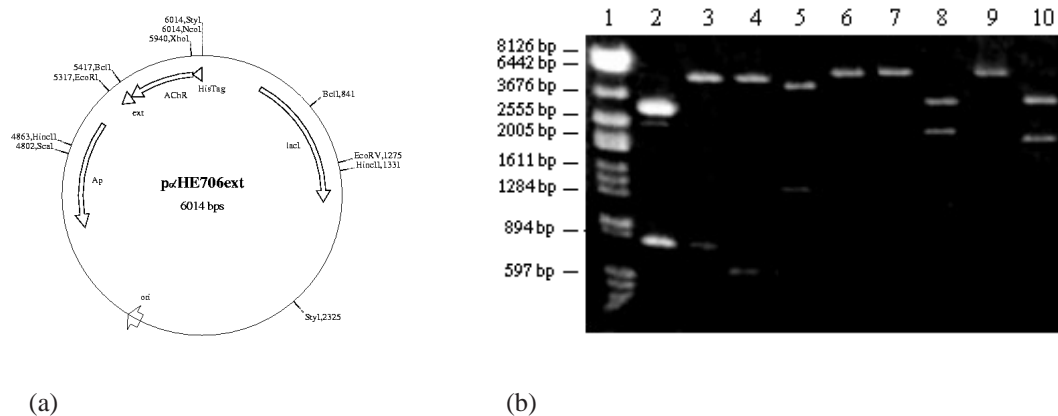 6014,StyI
6014,NcoI
5940,XhoI
5417,BclI
5317,EcoRI
AChR
HisTag
ext
BclI,841
lacI
4863,HincII
4802,ScaI
EcoRV,1275
HincII,1331
Ap
pαHE706ext
6014 bps
ori
StyI,2325
(a)
1 2 3 4 5 6 7 8 9 10
8126 bp
6442 bp
3676 bp
2555 bp
2005 bp
1611 bp
1284 bp
894 bp
597 bp
(b)